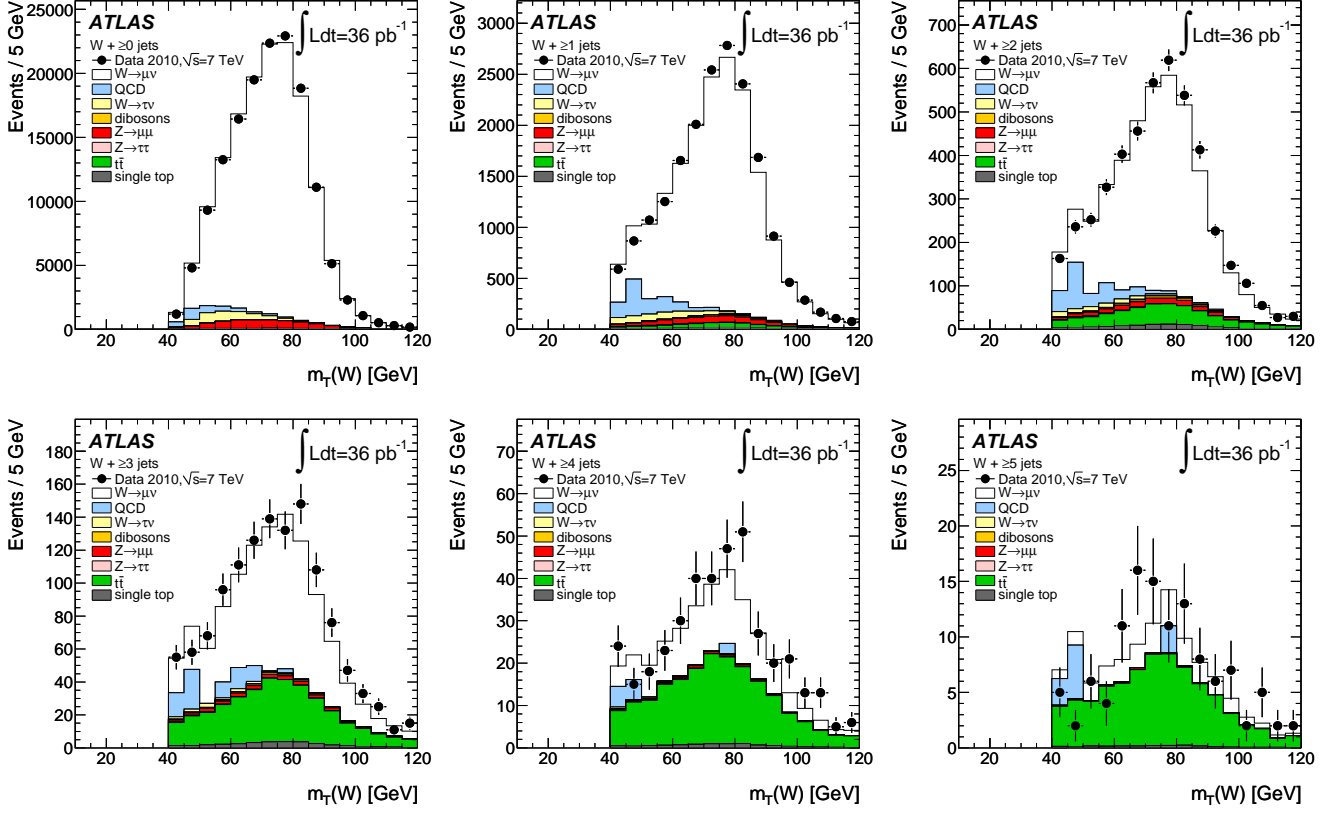 Events / 5 GeV
25000
20000
15000
10000
5000
0
ATLAS
∫Ldt=36 pb⁻¹
W + ≥0 jets
Data 2010,√s=7 TeV
W→μν
QCD
W→τν
dibosons
Z→μμ
Z→ττ
tt̄
single top
20 40 60 80 100 120
m_T(W) [GeV]
Events / 5 GeV
3000
2500
2000
1500
1000
500
0
ATLAS
∫Ldt=36 pb⁻¹
W + ≥1 jets
Data 2010,√s=7 TeV
W→μν
QCD
W→τν
dibosons
Z→μμ
Z→ττ
tt̄
single top
20 40 60 80 100 120
m_T(W) [GeV]
Events / 5 GeV
700
600
500
400
300
200
100
0
ATLAS
∫Ldt=36 pb⁻¹
W + ≥2 jets
Data 2010,√s=7 TeV
W→μν
QCD
W→τν
dibosons
Z→μμ
Z→ττ
tt̄
single top
20 40 60 80 100 120
m_T(W) [GeV]
Events / 5 GeV
180
160
140
120
100
80
60
40
20
0
ATLAS
∫Ldt=36 pb⁻¹
W + ≥3 jets
Data 2010,√s=7 TeV
W→μν
QCD
W→τν
dibosons
Z→μμ
Z→ττ
tt̄
single top
20 40 60 80 100 120
m_T(W) [GeV]
Events / 5 GeV
70
60
50
40
30
20
10
0
ATLAS
∫Ldt=36 pb⁻¹
W + ≥4 jets
Data 2010,√s=7 TeV
W→μν
QCD
W→τν
dibosons
Z→μμ
Z→ττ
tt̄
single top
20 40 60 80 100 120
m_T(W) [GeV]
Events / 5 GeV
25
20
15
10
5
0
ATLAS
∫Ldt=36 pb⁻¹
W + ≥5 jets
Data 2010,√s=7 TeV
W→μν
QCD
W→τν
dibosons
Z→μμ
Z→ττ
tt̄
single top
20 40 60 80 100 120
m_T(W) [GeV]